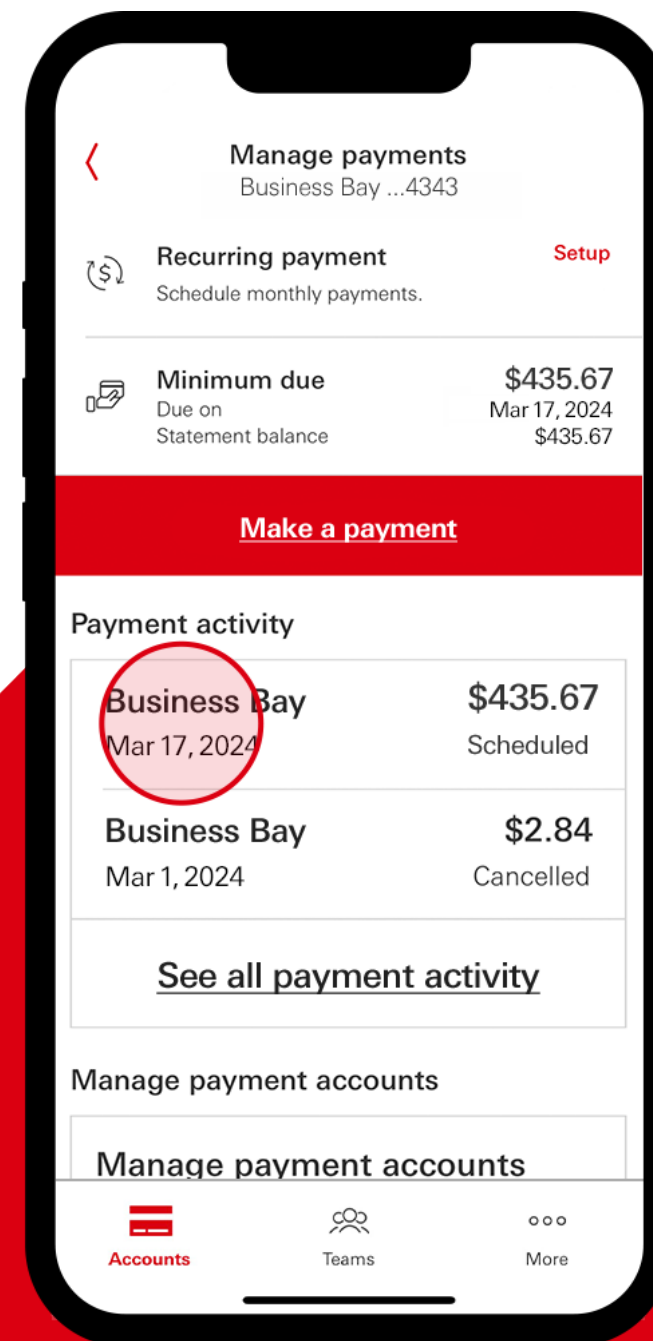 Manage payments
Business Bay ...4343
Recurring payment Setup
Schedule monthly payments.
Minimum due $435.67
Due on Mar 17, 2024
Statement balance $435.67
Make a payment
Payment activity
Business Bay $435.67
Mar 17, 2024 Scheduled
Business Bay $2.84
Mar 1, 2024 Cancelled
See all payment activity
Manage payment accounts
Manage payment accounts
Accounts Teams More